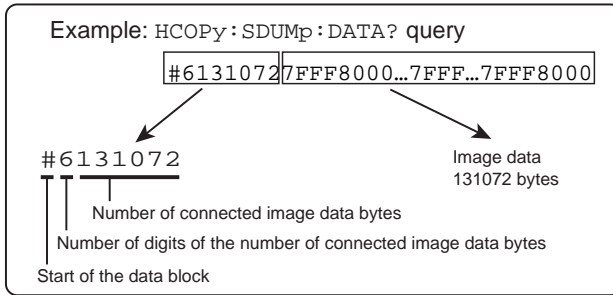 Example: HCOPy:SDUMp:DATA? query
#6131072 7FFF8000...7FFF...7FFF8000
#6131072
Image data
131072 bytes
Number of connected image data bytes
Number of digits of the number of connected image data bytes
Start of the data block